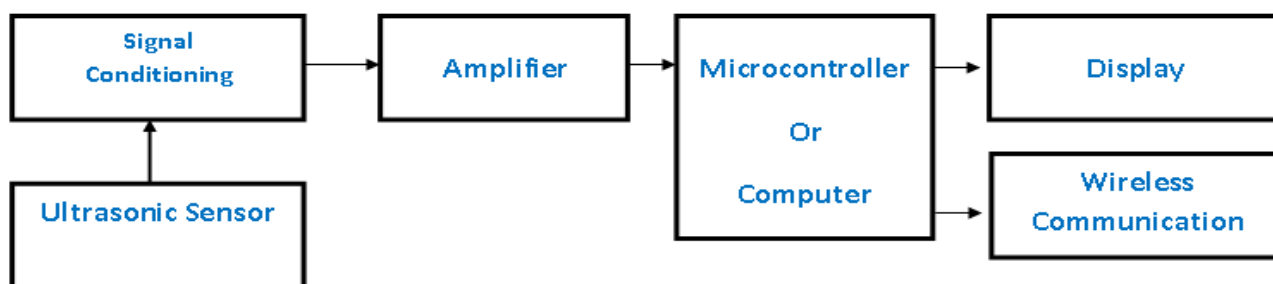 Signal
Conditioning
Amplifier
Microcontroller
Or
Computer
Display
Ultrasonic Sensor
Wireless
Communication